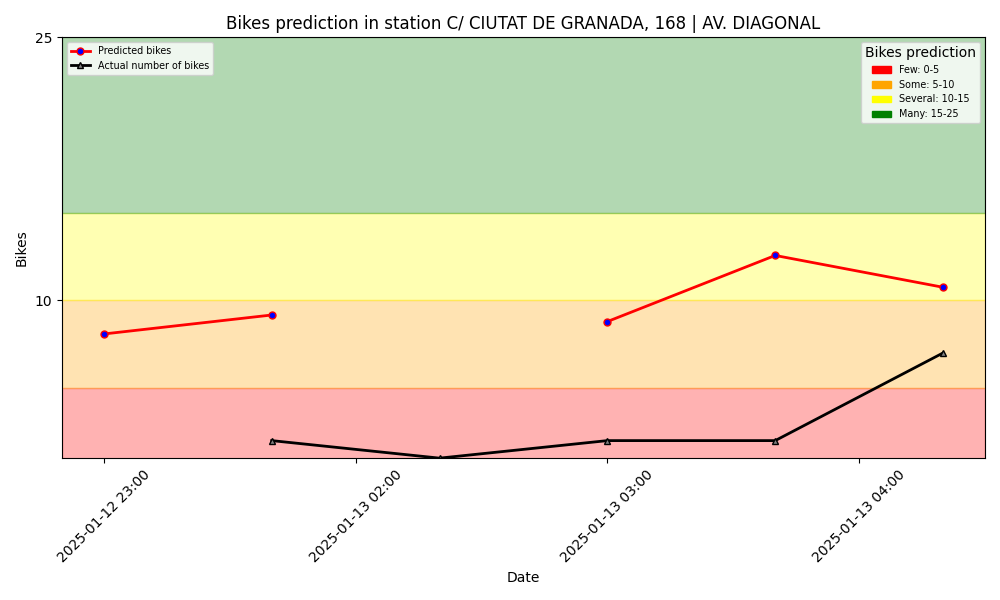 Bikes prediction in station C/ CIUTAT DE GRANADA, 168 | AV. DIAGONAL
25
10
Bikes
Predicted bikes
Actual number of bikes
Bikes prediction
Few: 0-5
Some: 5-10
Several: 10-15
Many: 15-25
2025-01-12 23:00
2025-01-13 02:00
2025-01-13 03:00
2025-01-13 04:00
Date